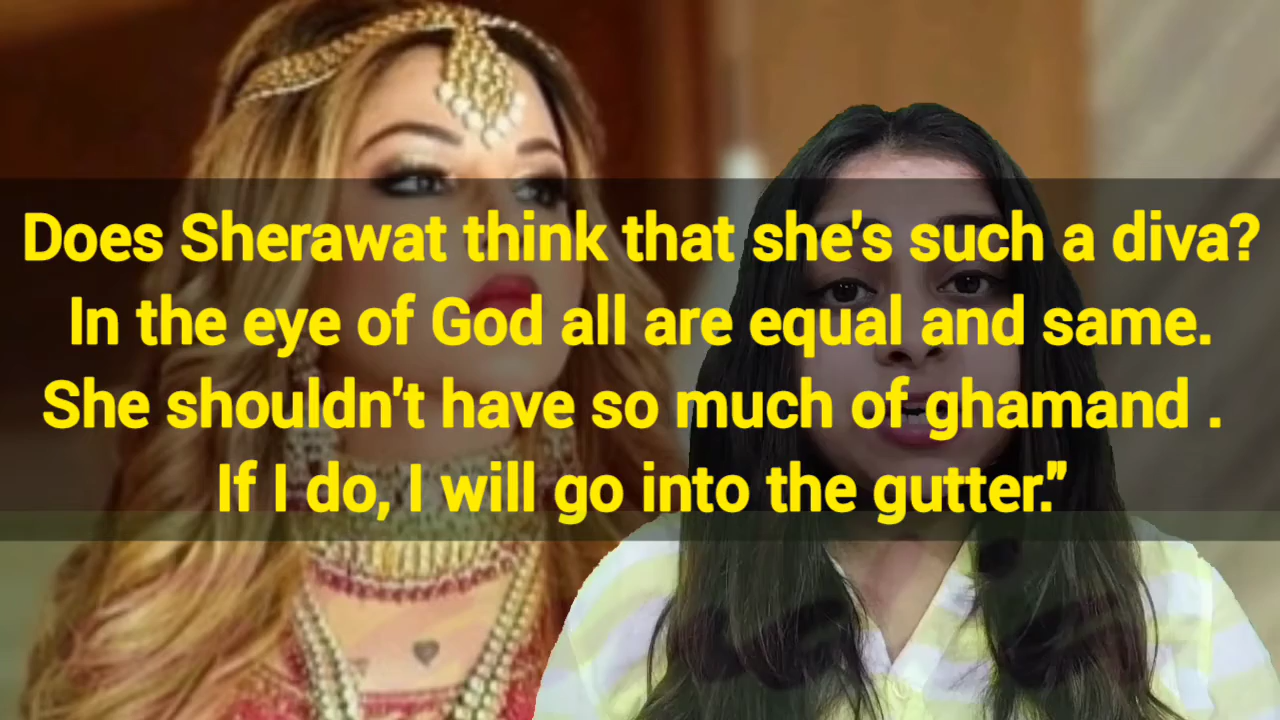 Does Sherawat think that she's such a diva?
In the eye of God all are equal and same.
She shouldn't have so much of ghamand .
If I do, I will go into the gutter."